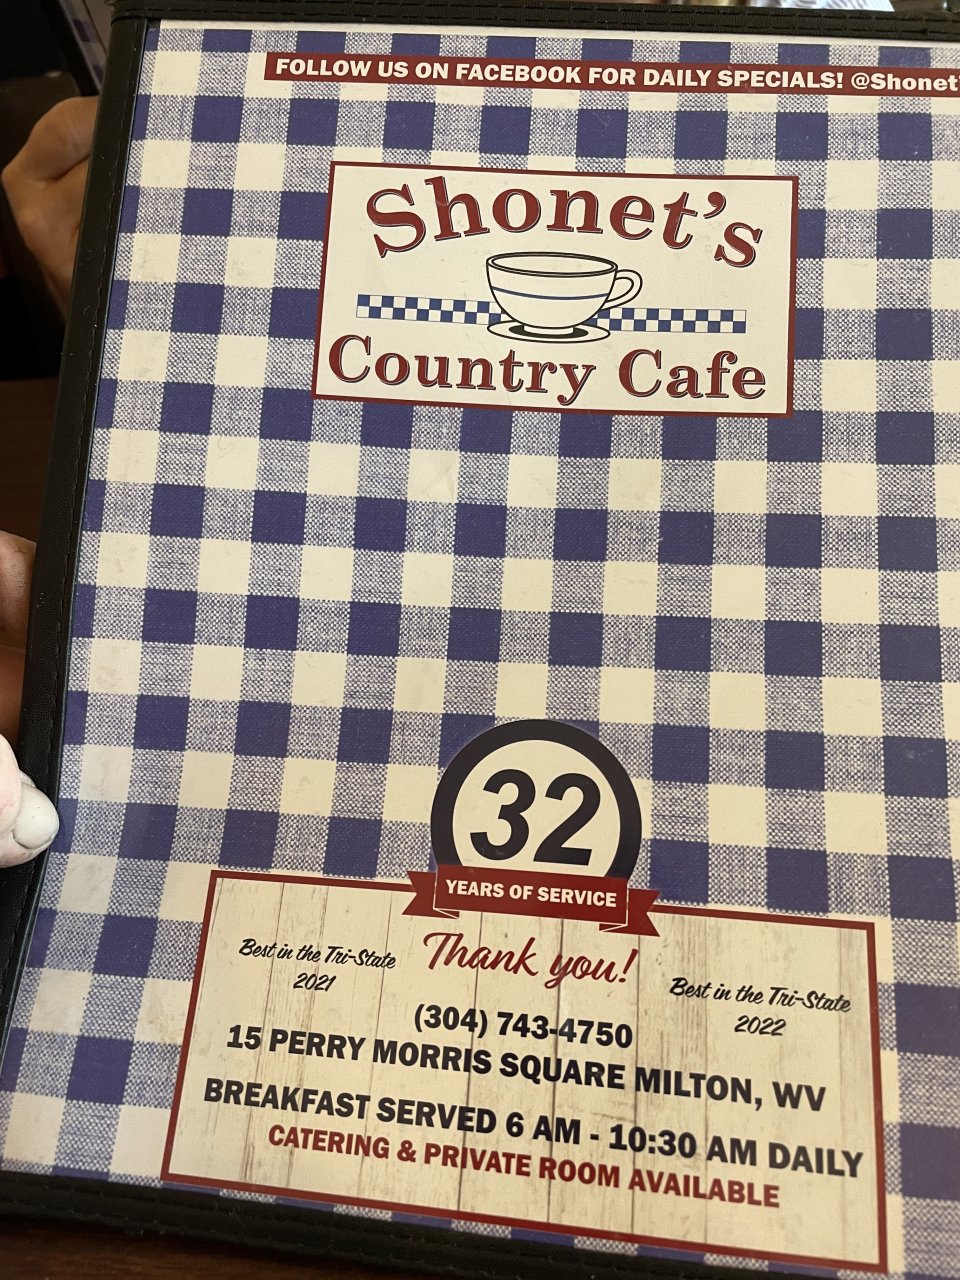 FOLLOW US ON FACEBOOK FOR DAILY SPECIALS!
Shonet's
Country Cafe
32
YEARS OF SERVICE
Thank you!
Best in the Tri-State
2021
Best in the Tri-State
2022
(304) 743-4750
15 PERRY MORRIS SQUARE MILTON, WV
BREAKFAST SERVED 6 AM - 10:30 AM DAILY
CATERING & PRIVATE ROOM AVAILABLE